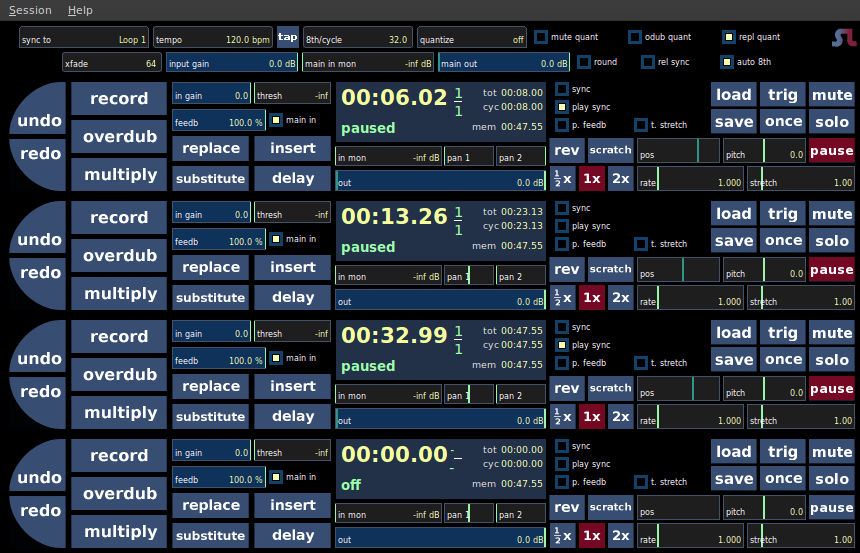 Session Help
sync to Loop 1 tempo 120.0 bpm tap 8th/cycle 32.0 quantize off mute quant odub quant repl quant SL
xfade 64 input gain 0.0 dB main in mon -6.0 dB main out 0.0 dB round rel sync auto 8th
undo redo
record overdub multiply
in gain 0.0 thresh -inf
feedb 100.0 % main in
replace insert
substitute delay
00:06.02 1 1 tot 00:08.00
cyc 00:08.00
paused mem 00:47.55
in mon -inf dB pan 1 pan 2
out 0.0 dB
sync
play sync
p. feedb t. stretch
rev scratch pos pitch 0.0
½x 1x 2x rate 1.000 stretch 1.00
load trig mute
save once solo
pause
undo redo
record overdub multiply
in gain 0.0 thresh -inf
feedb 100.0 % main in
replace insert
substitute delay
00:13.26 1 1 tot 00:23.13
cyc 00:23.13
paused mem 00:47.55
in mon -inf dB pan 1 pan 2
out 0.0 dB
sync
play sync
p. feedb t. stretch
rev scratch pos pitch 0.0
½x 1x 2x rate 1.000 stretch 1.00
load trig mute
save once solo
pause
undo redo
record overdub multiply
in gain 0.0 thresh -inf
feedb 100.0 % main in
replace insert
substitute delay
00:32.99 1 1 tot 00:47.55
cyc 00:47.55
paused mem 00:47.55
in mon -inf dB pan 1 pan 2
out 0.0 dB
sync
play sync
p. feedb t. stretch
rev scratch pos pitch 0.0
½x 1x 2x rate 1.000 stretch 1.00
load trig mute
save once solo
pause
undo redo
record overdub multiply
in gain 0.0 thresh -inf
feedb 100.0 % main in
replace insert
substitute delay
00:00.00 - - tot 00:00.00
cyc 00:00.00
off mem 00:47.55
in mon -inf dB pan 1 pan 2
out 0.0 dB
sync
play sync
p. feedb t. stretch
rev scratch pos pitch 0.0
½x 1x 2x rate 1.000 stretch 1.00
load trig mute
save once solo
pause